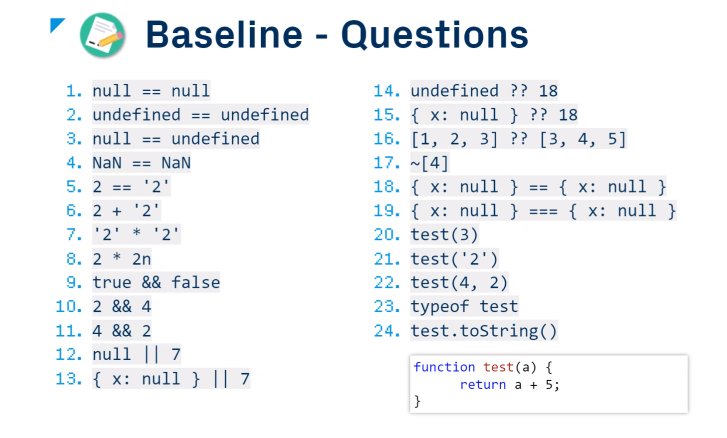 Baseline - Questions
1. null == null
2. undefined == undefined
3. null == undefined
4. NaN == NaN
5. 2 == '2'
6. 2 + '2'
7. '2' * '2'
8. 2 * 2n
9. true && false
10. 2 && 4
11. 4 && 2
12. null || 7
13. { x: null } || 7
14. undefined ?? 18
15. { x: null } ?? 18
16. [1, 2, 3] ?? [3, 4, 5]
17. ~[4]
18. { x: null } == { x: null }
19. { x: null } === { x: null }
20. test(3)
21. test('2')
22. test(4, 2)
23. typeof test
24. test.toString()
function test(a) {
return a + 5;
}